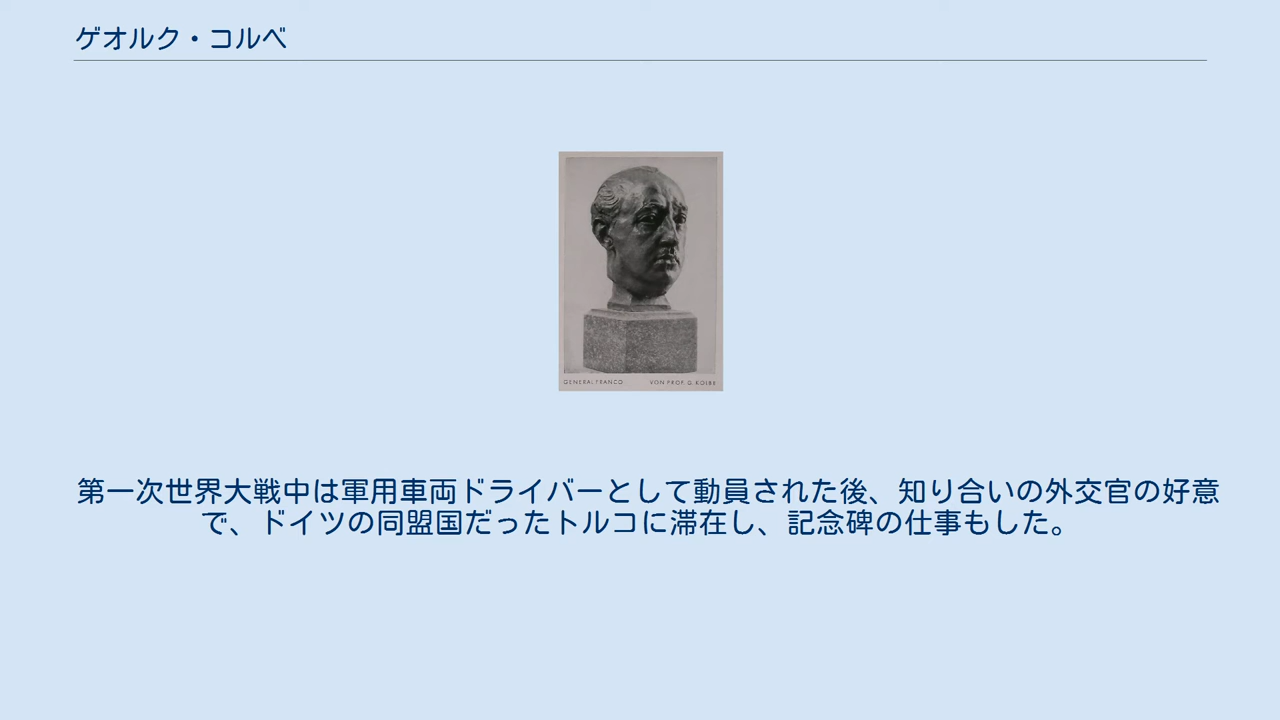 ゲオルク・コルベ
GENERAL FRANCO VON PROF. G. KOLBE
第一次世界大戦中は軍用車両ドライバーとして動員された後、知り合いの外交官の好意
で、ドイツの同盟国だったトルコに滞在し、記念碑の仕事もした。